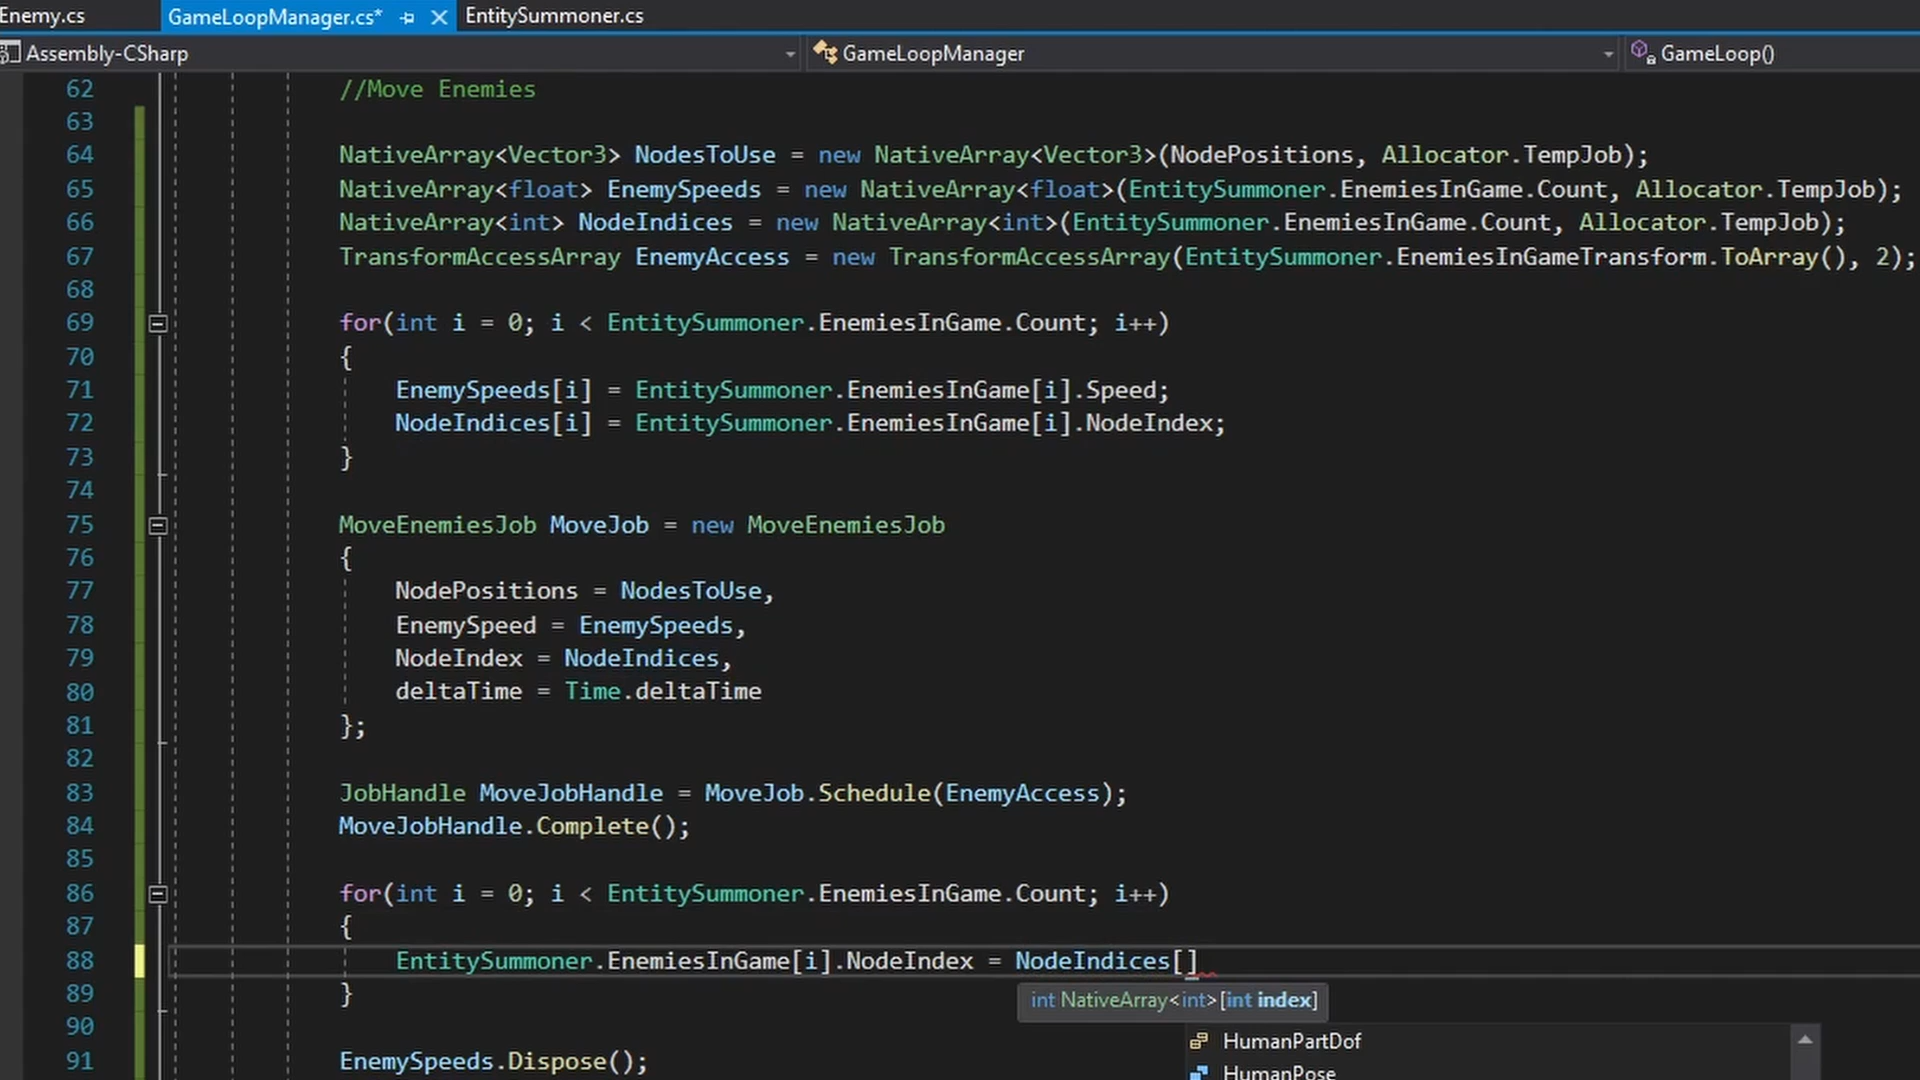 Enemy.cs GameLoopManager.cs* EntitySummoner.cs
Assembly-CSharp GameLoopManager GameLoop()
62 //Move Enemies
63
64 NativeArray<Vector3> NodesToUse = new NativeArray<Vector3>(NodePositions, Allocator.TempJob);
65 NativeArray<float> EnemySpeeds = new NativeArray<float>(EntitySummoner.EnemiesInGame.Count, Allocator.TempJob);
66 NativeArray<int> NodeIndices = new NativeArray<int>(EntitySummoner.EnemiesInGame.Count, Allocator.TempJob);
67 TransformAccessArray EnemyAccess = new TransformAccessArray(EntitySummoner.EnemiesInGameTransform.ToArray(), 2);
68
69 for(int i = 0; i < EntitySummoner.EnemiesInGame.Count; i++)
70 {
71 EnemySpeeds[i] = EntitySummoner.EnemiesInGame[i].Speed;
72 NodeIndices[i] = EntitySummoner.EnemiesInGame[i].NodeIndex;
73 }
74
75 MoveEnemiesJob MoveJob = new MoveEnemiesJob
76 {
77 NodePositions = NodesToUse,
78 EnemySpeed = EnemySpeeds,
79 NodeIndex = NodeIndices,
80 deltaTime = Time.deltaTime
81 };
82
83 JobHandle MoveJobHandle = MoveJob.Schedule(EnemyAccess);
84 MoveJobHandle.Complete();
85
86 for(int i = 0; i < EntitySummoner.EnemiesInGame.Count; i++)
87 {
88 EntitySummoner.EnemiesInGame[i].NodeIndex = NodeIndices[]
89 }
int NativeArray<int>[int index]
90
HumanPartDof
91 EnemySpeeds.Dispose();
HumanPose